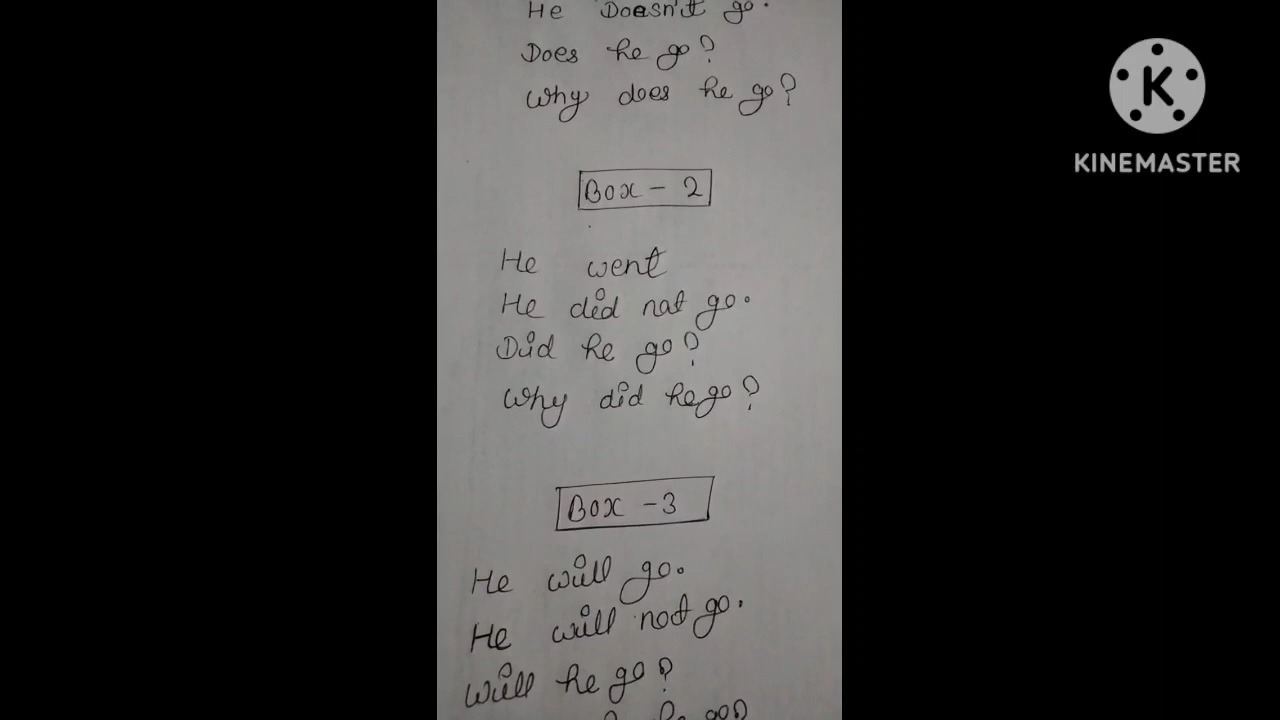 He Doesn't go.
Does he go?
Why does he go?
Box - 2
He went
He did not go.
Did he go?
Why did he go?
Box - 3
He will go.
He will not go.
Will he go?
he go?
K
KINEMASTER